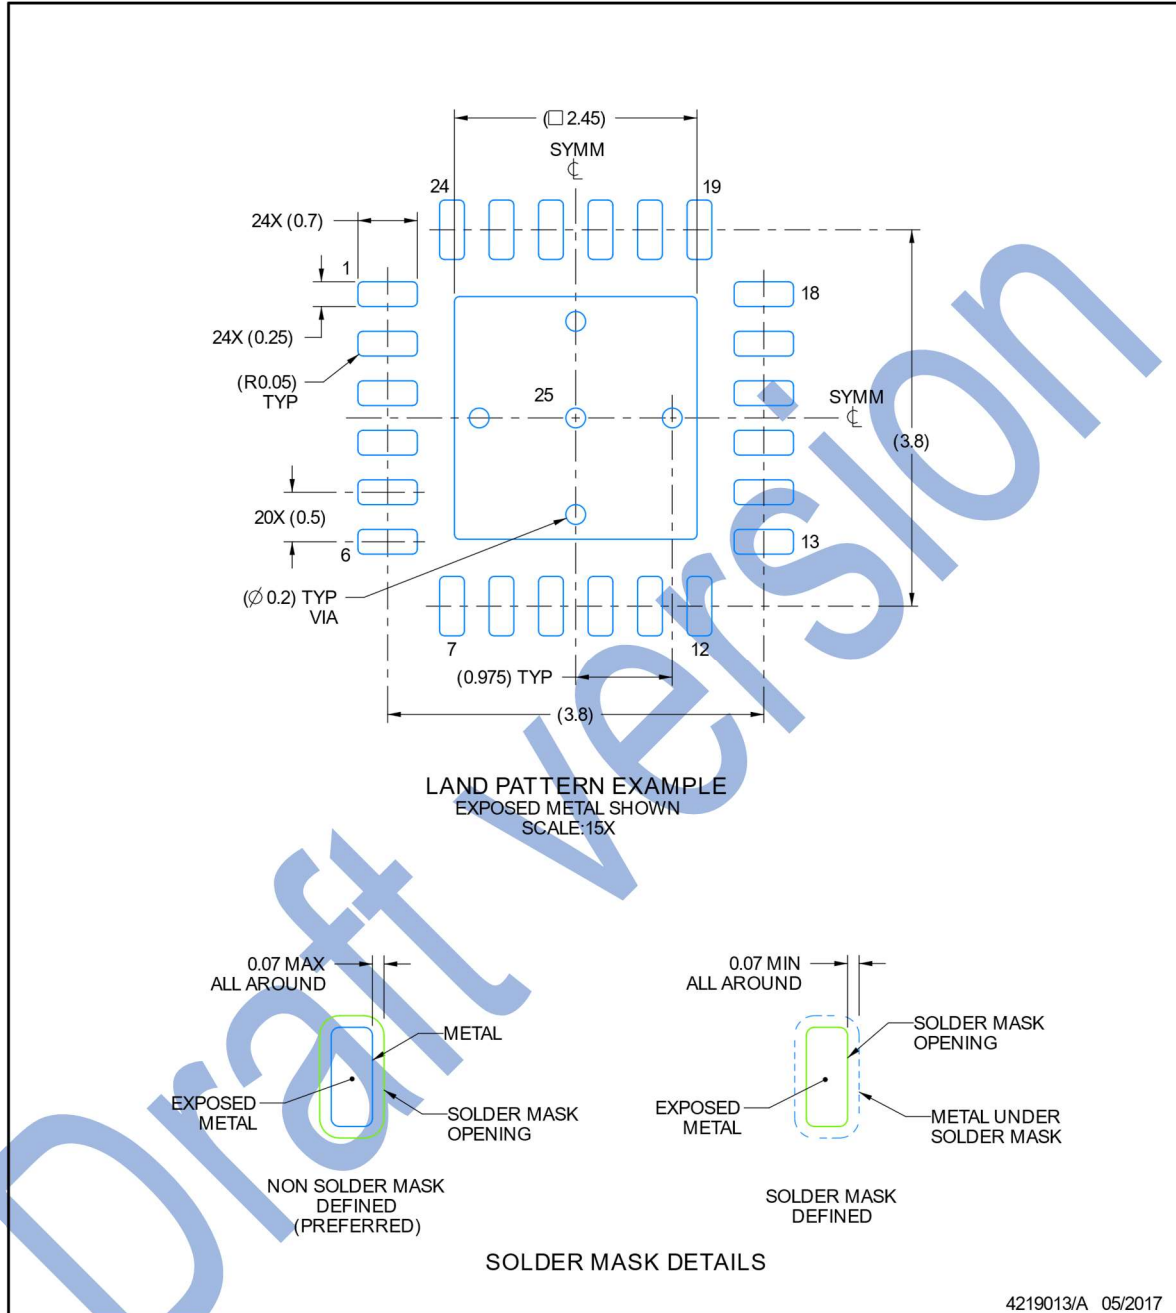 (□ 2.45)
SYMM
℄
24
19
24X (0.7)
1
18
24X (0.25)
(R0.05)
TYP
25
SYMM
℄
(3.8)
20X (0.5)
6
13
(∅ 0.2) TYP
VIA
7
12
(0.975) TYP
(3.8)
LAND PATTERN EXAMPLE
EXPOSED METAL SHOWN
SCALE:15X
0.07 MAX
ALL AROUND
METAL
EXPOSED
METAL
SOLDER MASK
OPENING
NON SOLDER MASK
DEFINED
(PREFERRED)
0.07 MIN
ALL AROUND
SOLDER MASK
OPENING
EXPOSED
METAL
METAL UNDER
SOLDER MASK
SOLDER MASK
DEFINED
SOLDER MASK DETAILS
4219013/A 05/2017
Draft version